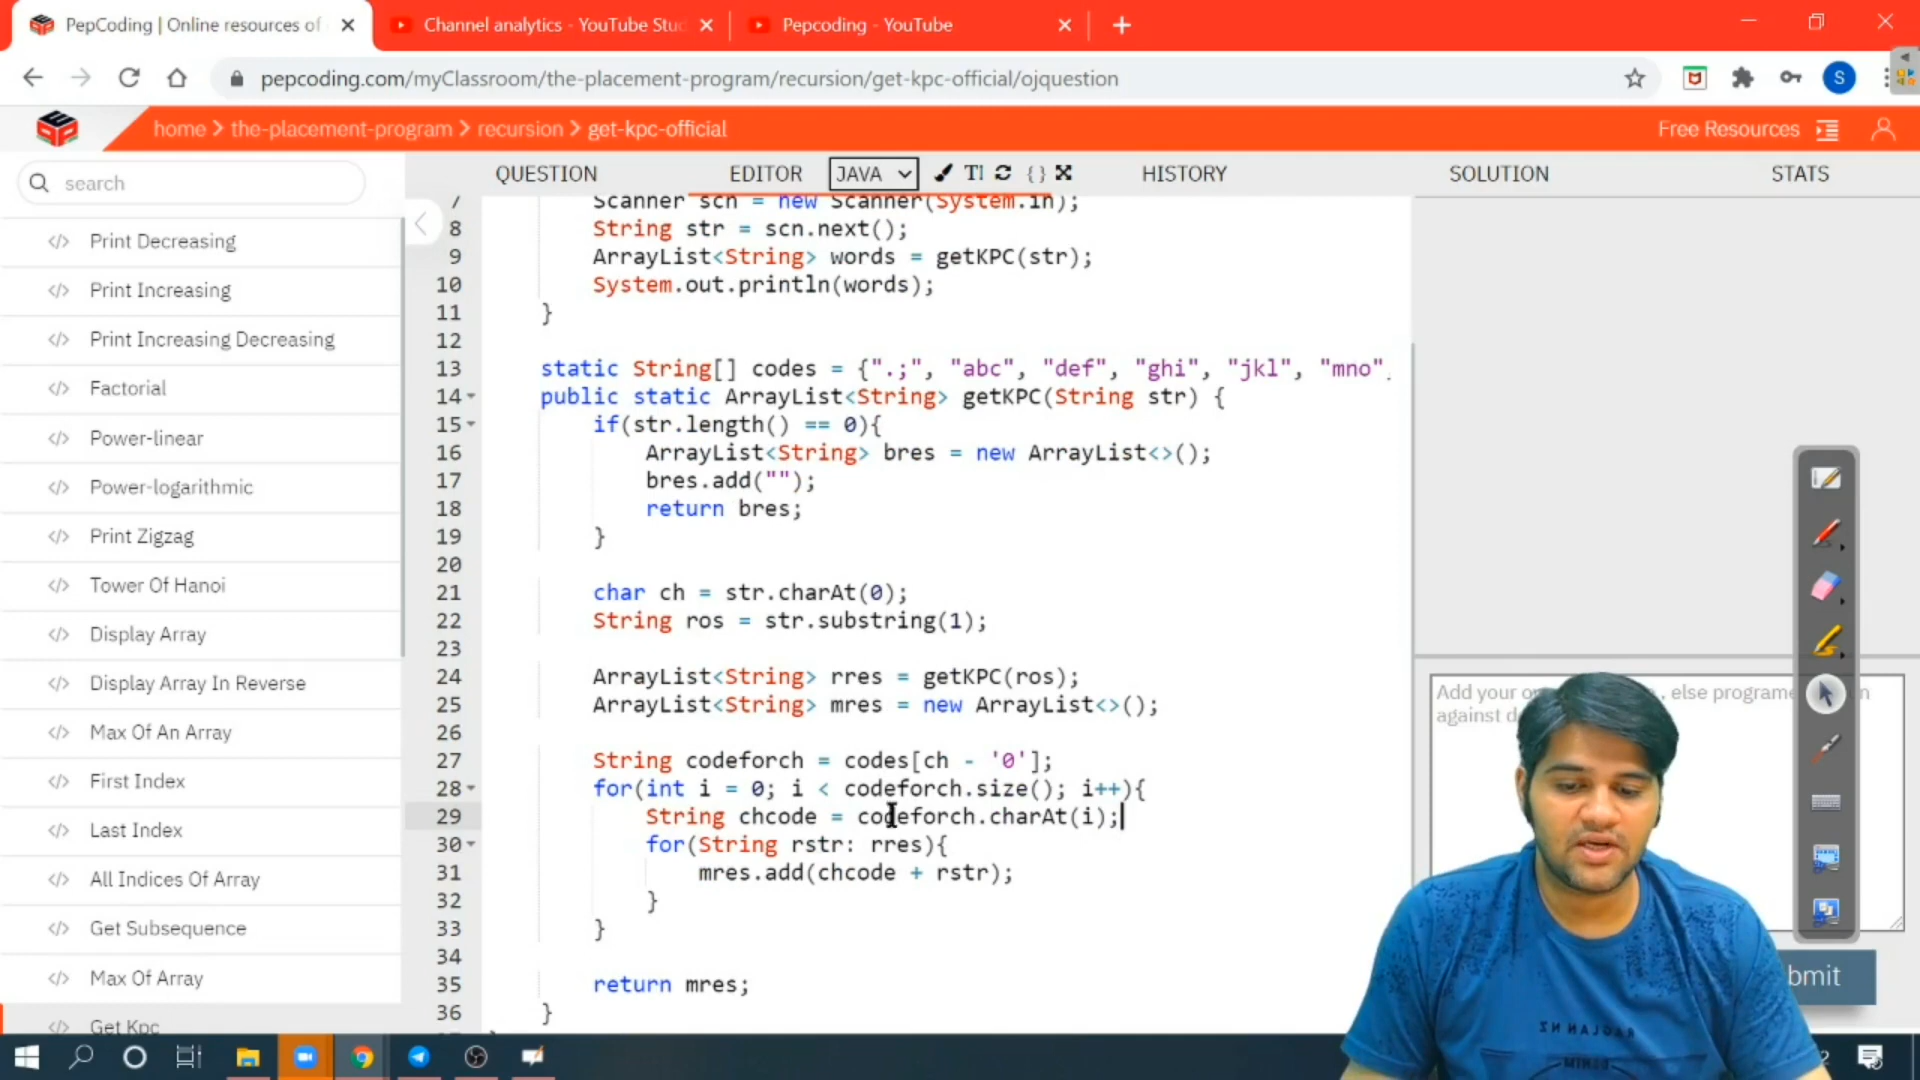 PepCoding | Online resources of
Channel analytics - YouTube Stud
Pepcoding - YouTube
pepcoding.com/myClassroom/the-placement-program/recursion/get-kpc-official/ojquestion
S
home > the-placement-program > recursion > get-kpc-official
Free Resources
search
QUESTION
EDITOR
JAVA
HISTORY
SOLUTION
STATS
Print Decreasing
Print Increasing
Print Increasing Decreasing
Factorial
Power-linear
Power-logarithmic
Print Zigzag
Tower Of Hanoi
Display Array
Display Array In Reverse
Max Of An Array
First Index
Last Index
All Indices Of Array
Get Subsequence
Max Of Array
Get Kpc
7 Scanner scn = new Scanner(System.in);
8 String str = scn.next();
9 ArrayList<String> words = getKPC(str);
10 System.out.println(words);
11 }
12
13 static String[] codes = {".;", "abc", "def", "ghi", "jkl", "mno"
14 public static ArrayList<String> getKPC(String str) {
15 if(str.length() == 0){
16 ArrayList<String> bres = new ArrayList<>();
17 bres.add("");
18 return bres;
19 }
20
21 char ch = str.charAt(0);
22 String ros = str.substring(1);
23
24 ArrayList<String> rres = getKPC(ros);
25 ArrayList<String> mres = new ArrayList<>();
26
27 String codeforch = codes[ch - '0'];
28 for(int i = 0; i < codeforch.size(); i++){
29 String chcode = codeforch.charAt(i);
30 for(String rstr: rres){
31 mres.add(chcode + rstr);
32 }
33 }
34
35 return mres;
36 }
Add your o , else programe
against d
bmit